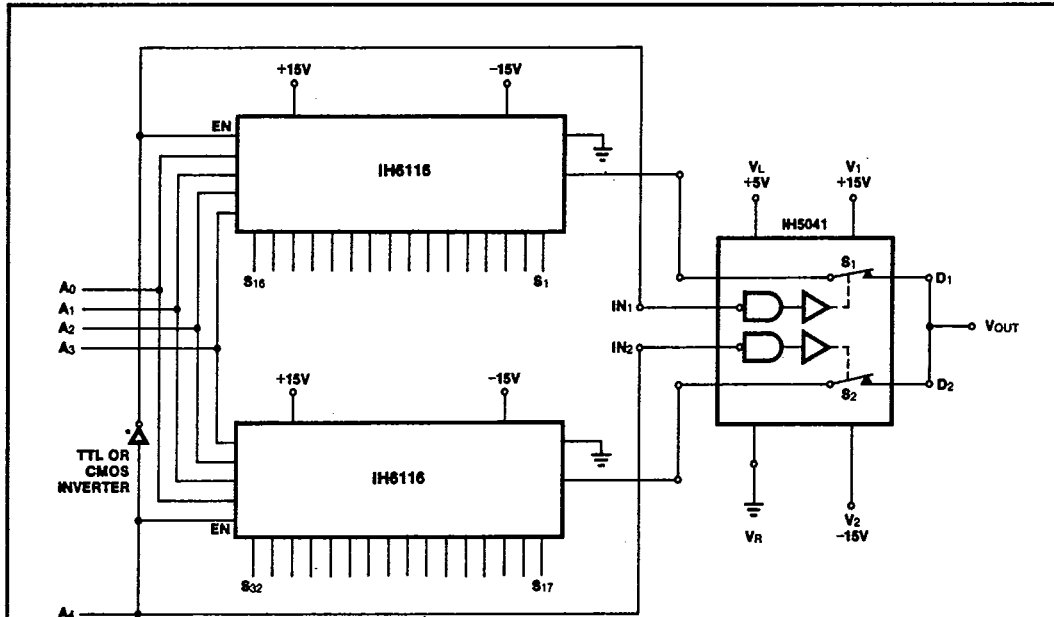 +15V
−15V
EN
IH6116
S16
S1
A0
A1
A2
A3
+15V
−15V
* TTL OR
CMOS
INVERTER
IH6116
EN
S32
S17
A4
VL
+5V
V1
+15V
IH5041
S1
D1
IN1
IN2
VOUT
S2
D2
VR
V2
−15V